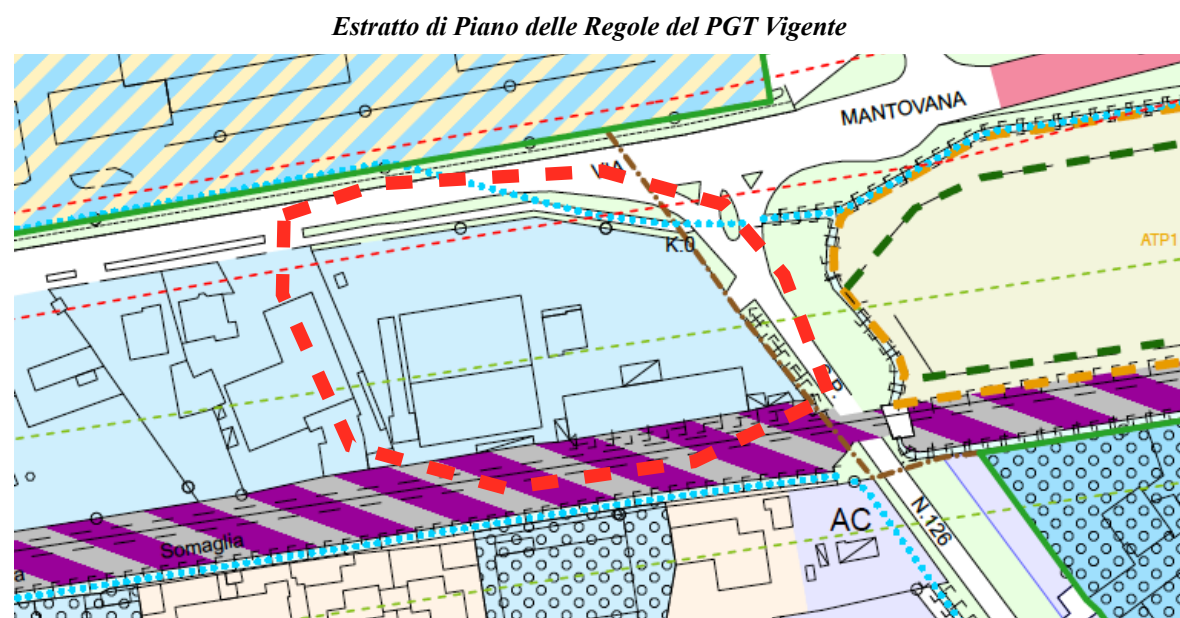 Estratto di Piano delle Regole del PGT Vigente
MANTOVANA
VIA
K.0
ATP1
S.P.
AC
N.126
Somaglia
a